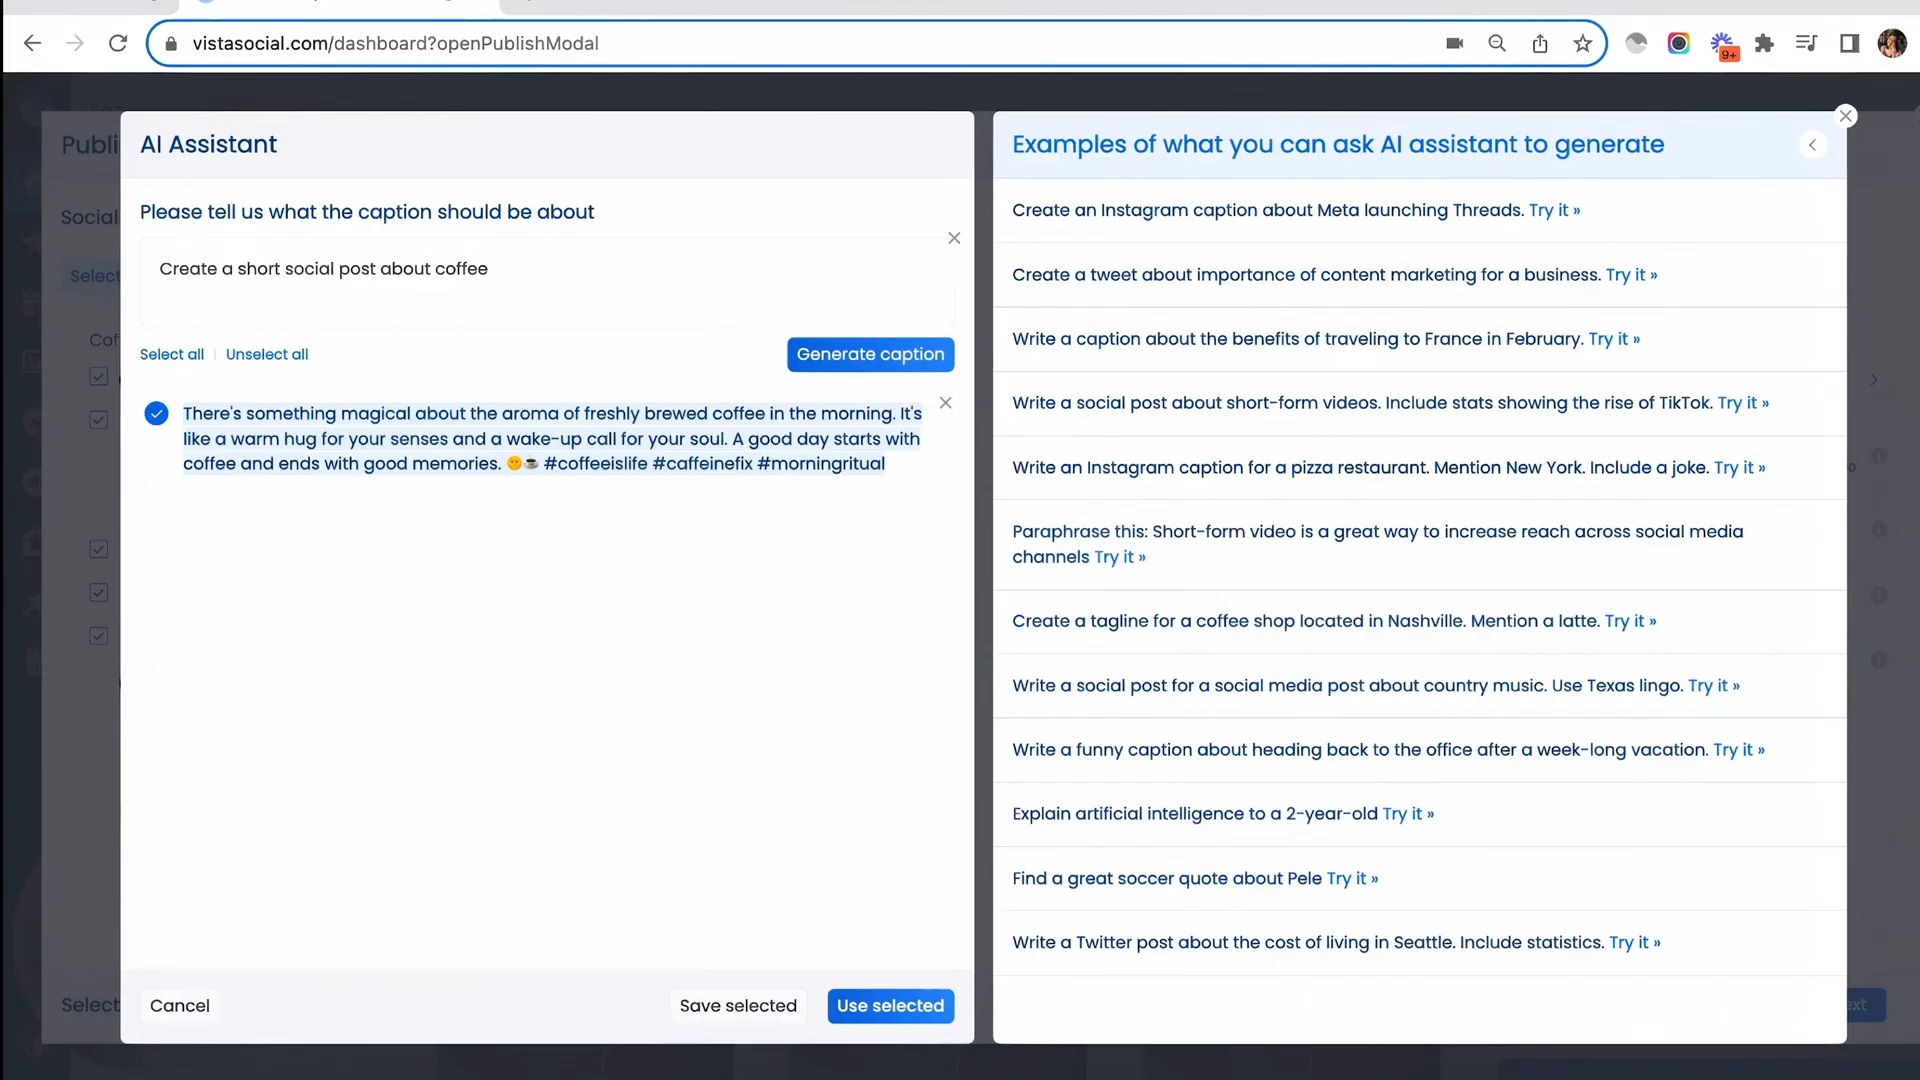 vistasocial.com/dashboard?openPublishModal
9+
Publi
Social
Select
Cof
AI Assistant
Please tell us what the caption should be about
Create a short social post about coffee
Select all
Unselect all
Generate caption
There's something magical about the aroma of freshly brewed coffee in the morning. It's
like a warm hug for your senses and a wake-up call for your soul. A good day starts with
coffee and ends with good memories. 😶☕ #coffeeislife #caffeinefix #morningritual
Cancel
Save selected
Use selected
Examples of what you can ask AI assistant to generate
Create an Instagram caption about Meta launching Threads. Try it »
Create a tweet about importance of content marketing for a business. Try it »
Write a caption about the benefits of traveling to France in February. Try it »
Write a social post about short-form videos. Include stats showing the rise of TikTok. Try it »
Write an Instagram caption for a pizza restaurant. Mention New York. Include a joke. Try it »
Paraphrase this: Short-form video is a great way to increase reach across social media
channels Try it »
Create a tagline for a coffee shop located in Nashville. Mention a latte. Try it »
Write a social post for a social media post about country music. Use Texas lingo. Try it »
Write a funny caption about heading back to the office after a week-long vacation. Try it »
Explain artificial intelligence to a 2-year-old Try it »
Find a great soccer quote about Pele Try it »
Write a Twitter post about the cost of living in Seattle. Include statistics. Try it »
Select
ext